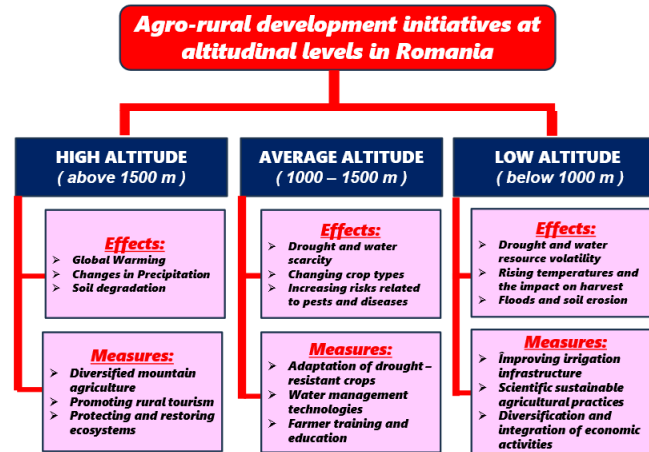 Agro-rural development initiatives at
altitudinal levels in Romania
HIGH ALTITUDE
( above 1500 m )
Effects:
➢ Global Warming
➢ Changes in Precipitation
➢ Soil degradation
Measures:
➢ Diversified mountain
agriculture
➢ Promoting rural tourism
➢ Protecting and restoring
ecosystems
AVERAGE ALTITUDE
( 1000 – 1500 m )
Effects:
➢ Drought and water
scarcity
➢ Changing crop types
➢ Increasing risks related
to pests and diseases
Measures:
➢ Adaptation of drought –
resistant crops
➢ Water management
technologies
➢ Farmer training and
education
LOW ALTITUDE
( below 1000 m )
Effects:
➢ Drought and water
resource volatility
➢ Rising temperatures and
the impact on harvest
➢ Floods and soil erosion
Measures:
➢ Împroving irrigation
infrastructure
➢ Scientific sustainable
agricultural practices
➢ Diversification and
integration of economic
activities